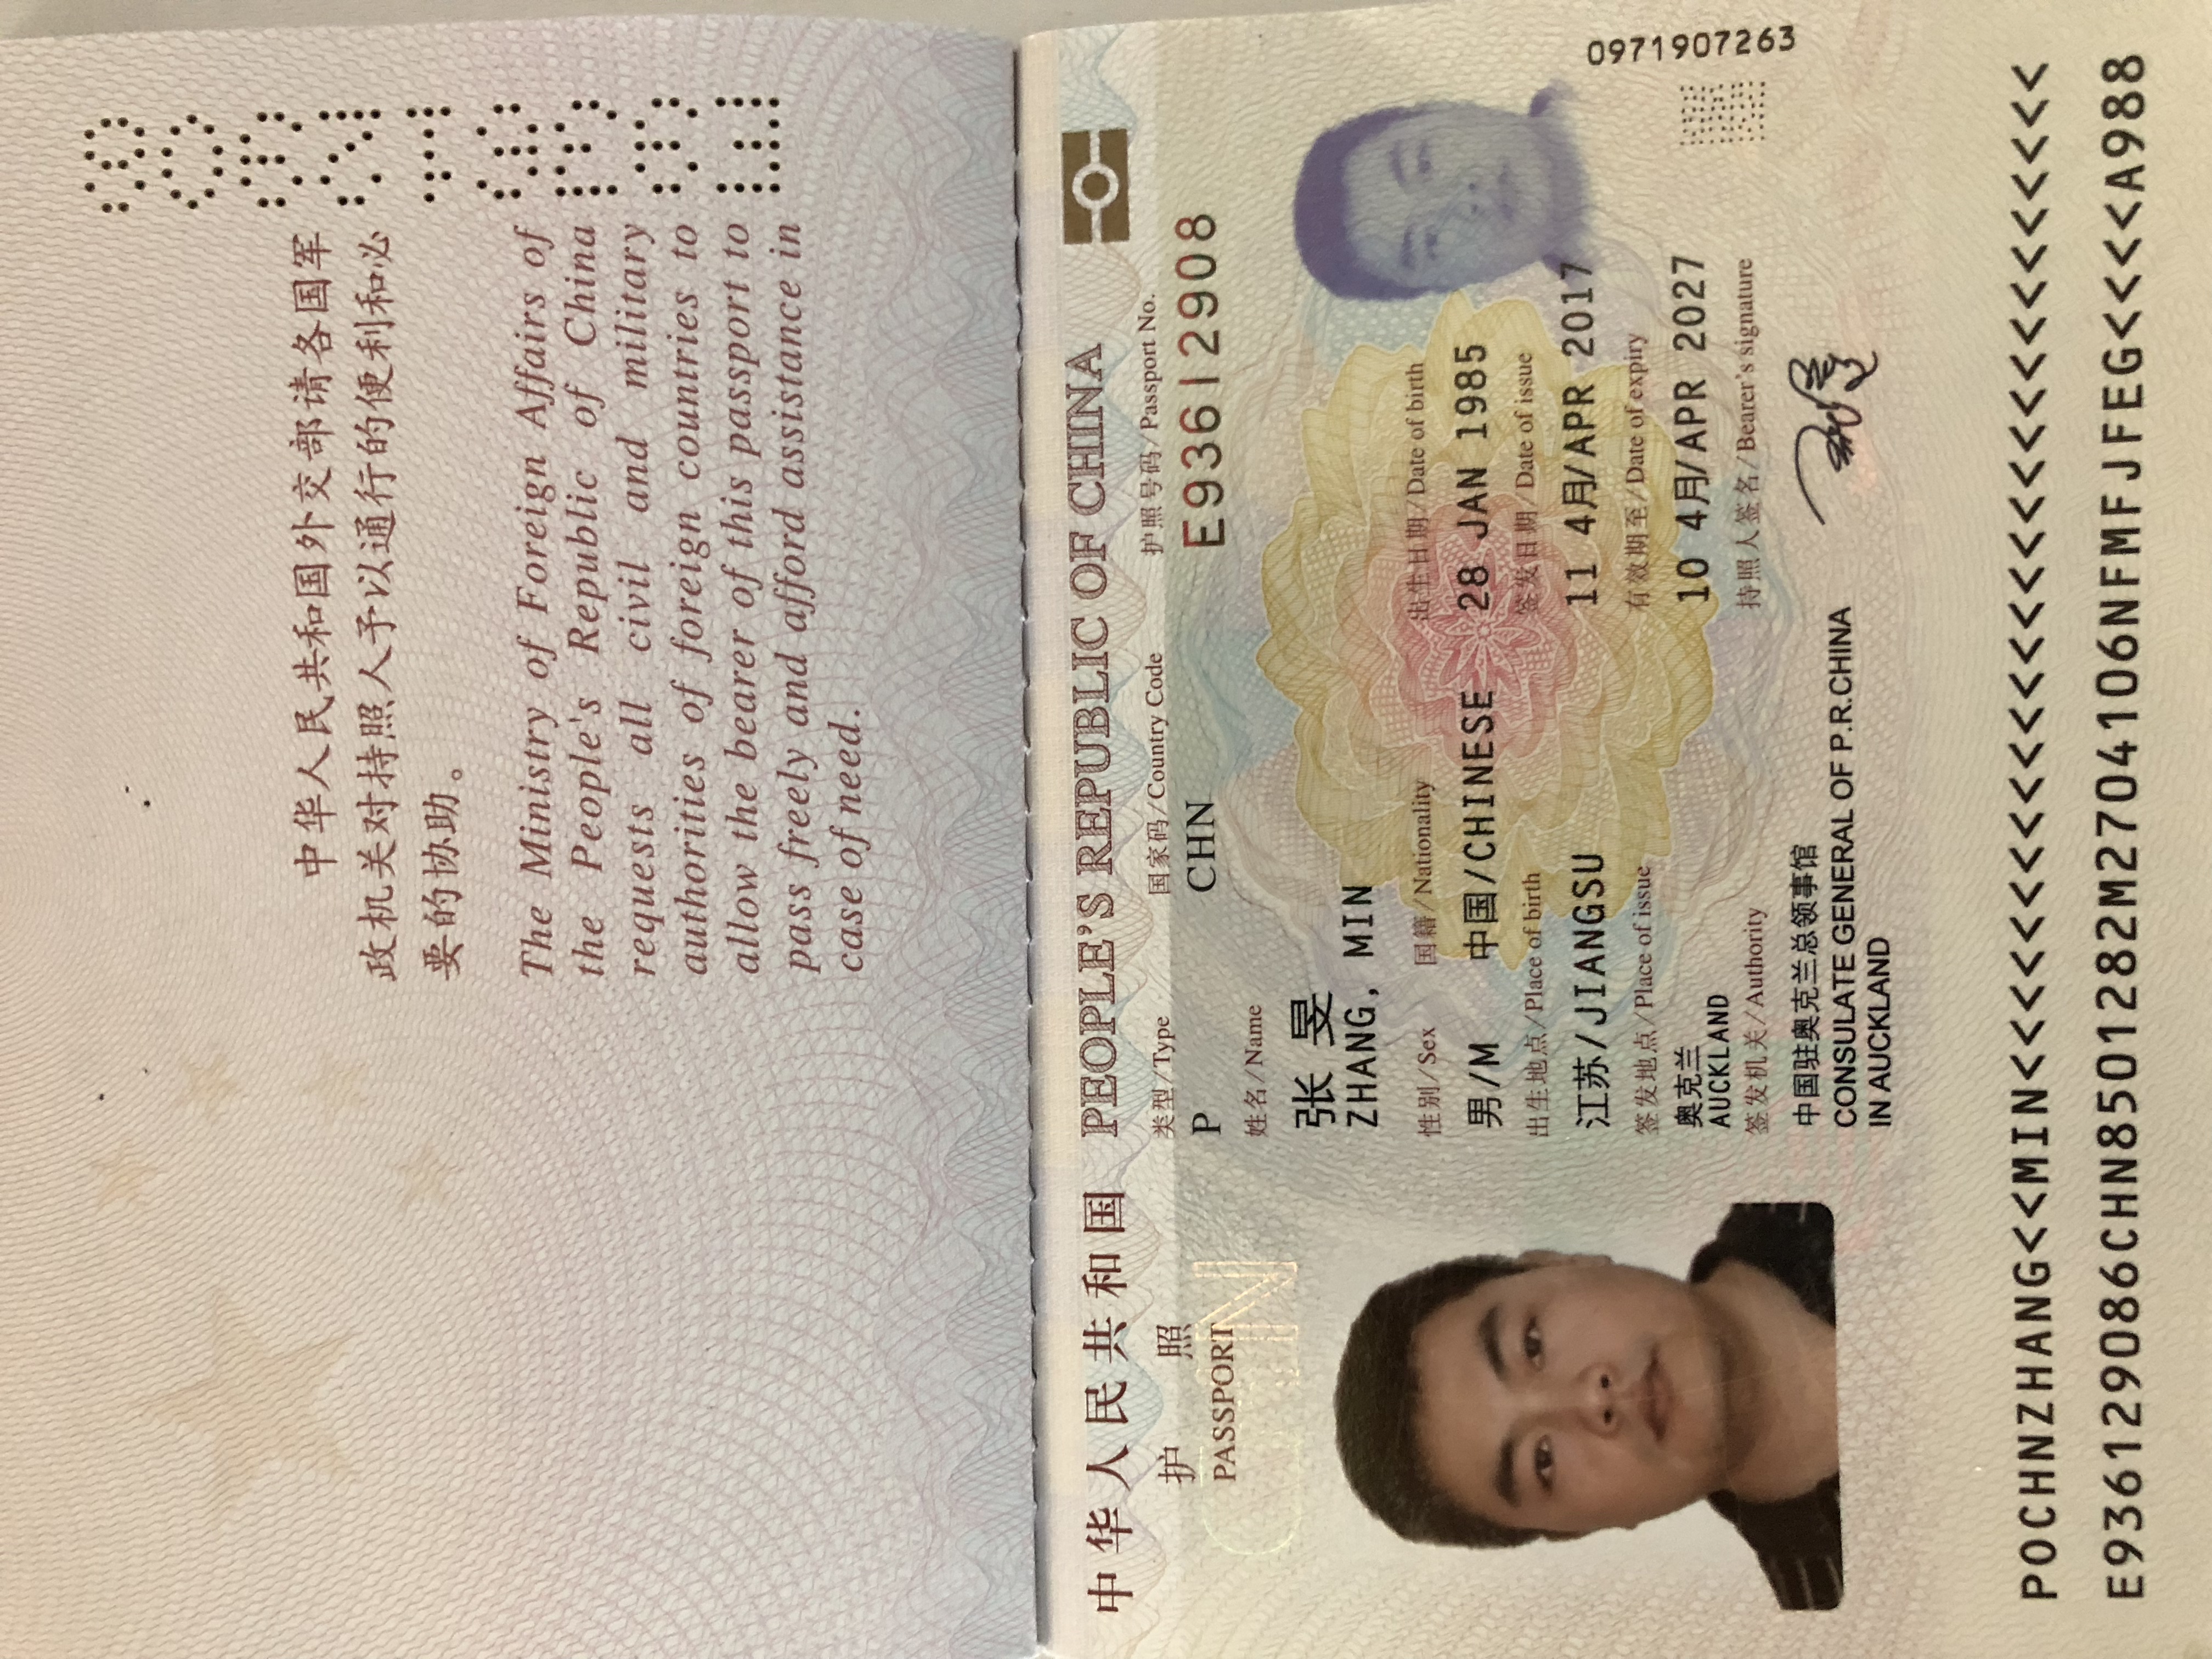 中华人民共和国外交部请各国军
政机关对持照人予以通行的便利和必
要的协助。
The Ministry of Foreign Affairs of
the People's Republic of China
requests all civil and military
authorities of foreign countries to
allow the bearer of this passport to
pass freely and afford assistance in
case of need.
E93612908
中华人民共和国 PEOPLE'S REPUBLIC OF CHINA
护 照
PASSPORT
类型/Type 国家码/Country Code 护照号码/Passport No.
P CHN E93612908
姓名/Name
张旻
ZHANG, MIN
性别/Sex 国籍/Nationality 出生日期/Date of birth
男/M 中国/CHINESE 28 JAN 1985
出生地点/Place of birth 签发日期/Date of issue
江苏/JIANGSU 11 4月/APR 2017
签发地点/Place of issue 有效期至/Date of expiry
奥克兰 10 4月/APR 2027
AUCKLAND
签发机关/Authority 持照人签名/Bearer's signature
中国驻奥克兰总领事馆
CONSULATE GENERAL OF P.R.CHINA
IN AUCKLAND
0971907263
POCHNZHANG<<MIN<<<<<<<<<<<<<<<<<<<<<<<<<<<<<
E936129086CHN8501282M2704106NFMFJFEG<<<<A988